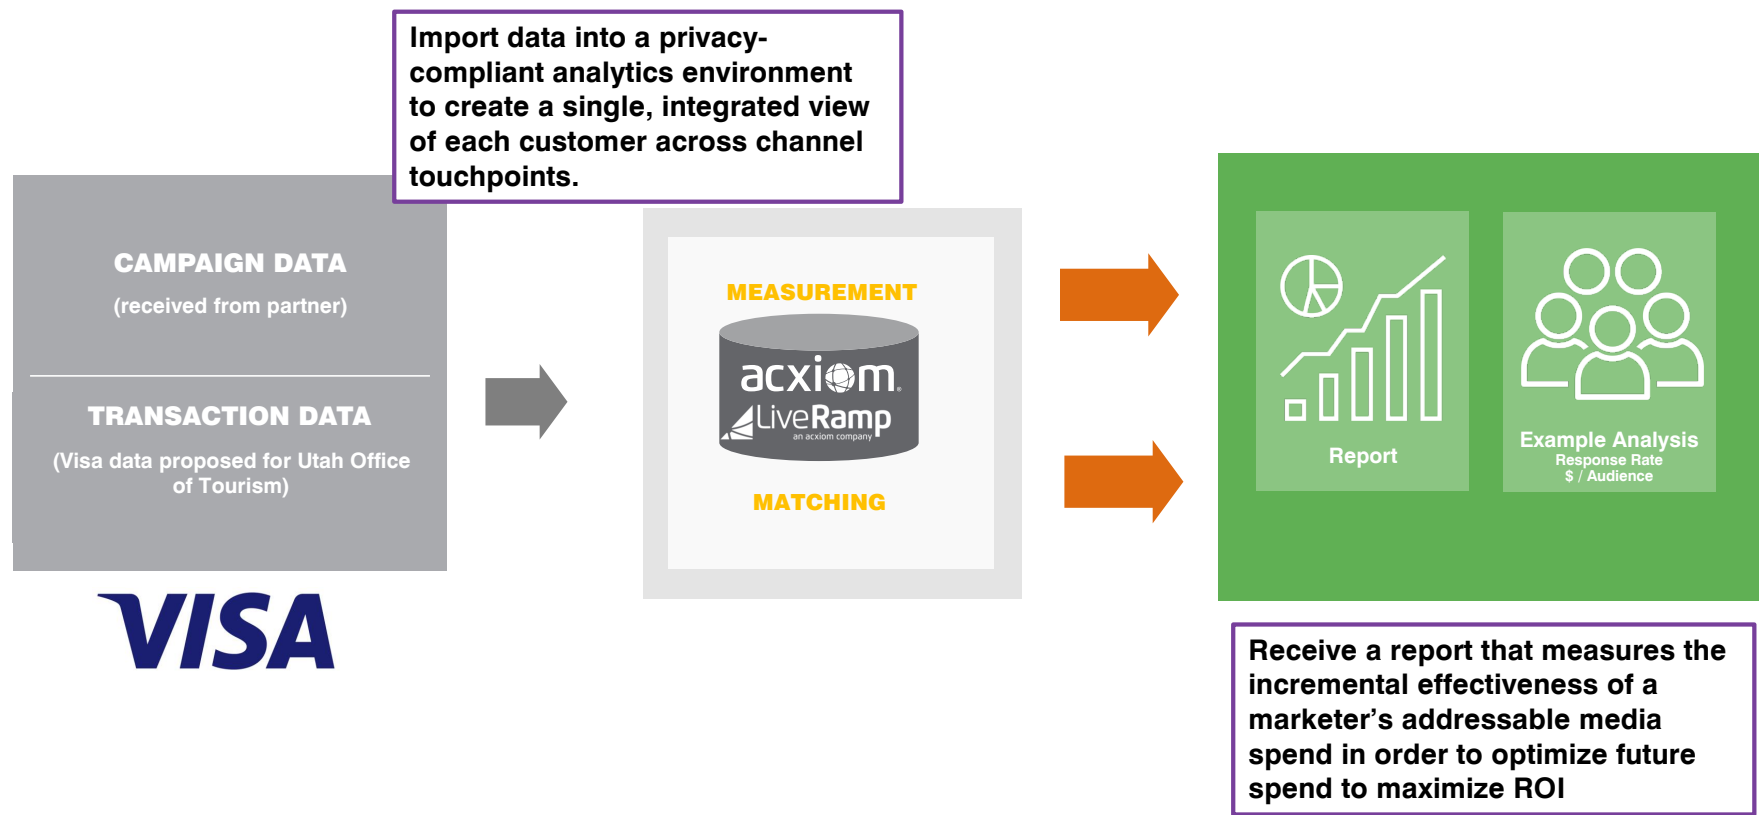 Import data into a privacy-
compliant analytics environment
to create a single, integrated view
of each customer across channel
touchpoints.
CAMPAIGN DATA
(received from partner)
TRANSACTION DATA
(Visa data proposed for Utah Office
of Tourism)
VISA
MEASUREMENT
acxiom®
LiveRamp
an acxiom company
MATCHING
Report
Example Analysis
Response Rate
$ / Audience
Receive a report that measures the
incremental effectiveness of a
marketer’s addressable media
spend in order to optimize future
spend to maximize ROI